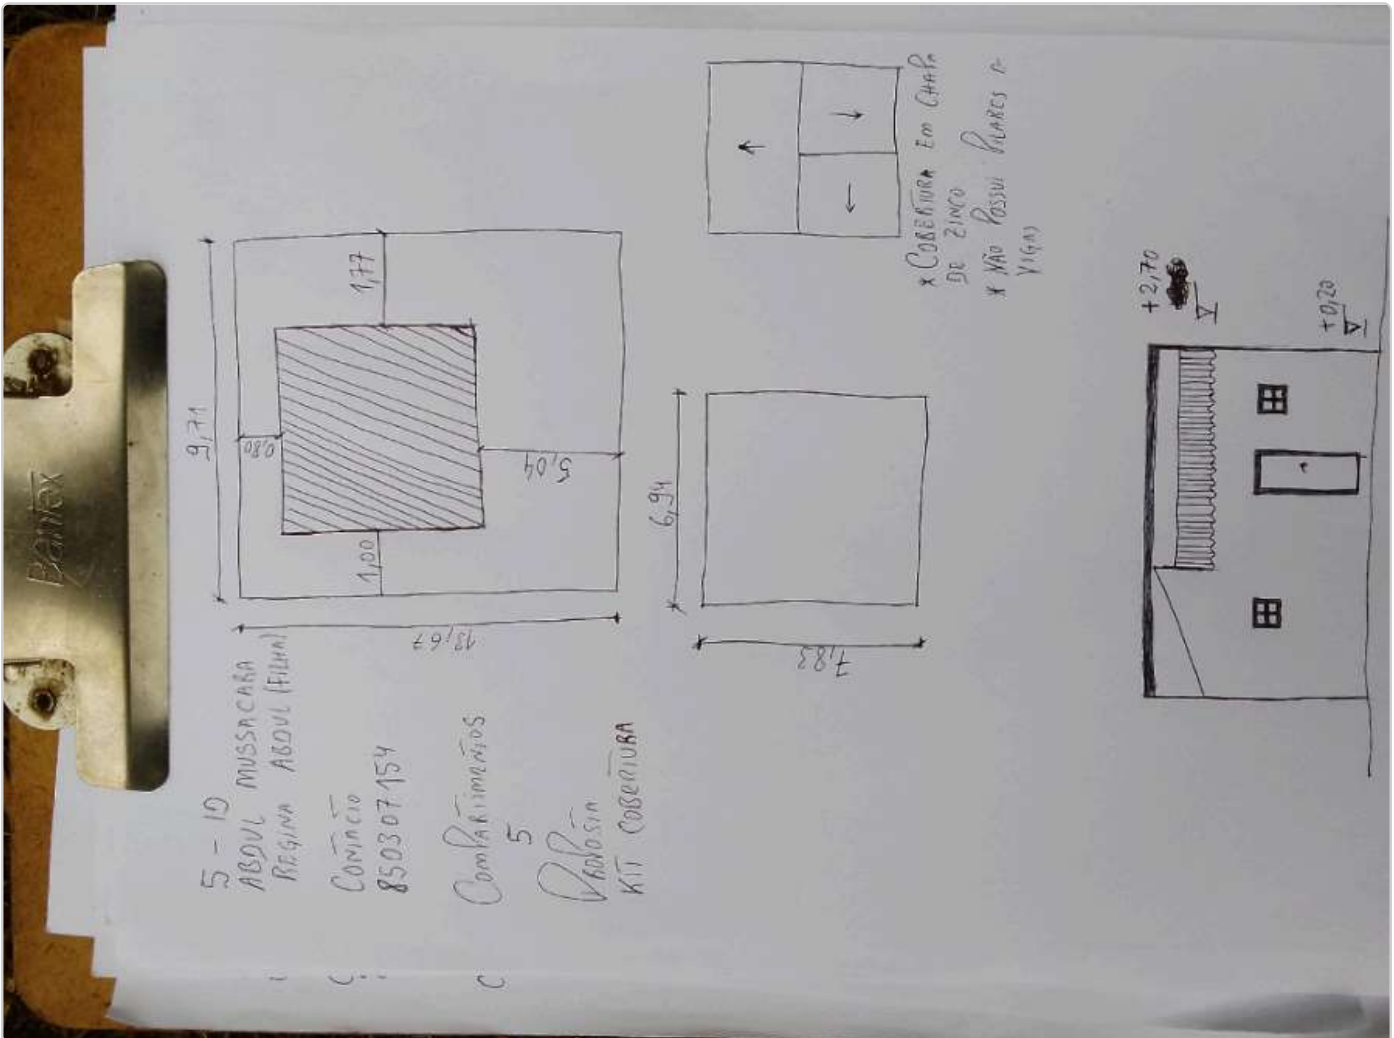 5 - ID
ABDUL MUSSACARA
REGINA ABDUL (FILHA)
CONTACTO
850307154
COMPARTIMENTOS
5
PROPOSTA
KIT COBERTURA
9,71
0,80
1,77
1,00
5,04
13,67
6,94
7,83
* COBERTURA EM CHAPA
DE ZINCO
* NÃO POSSUI PILARES E
VIGAS
+2,70
+0,20
Bantex